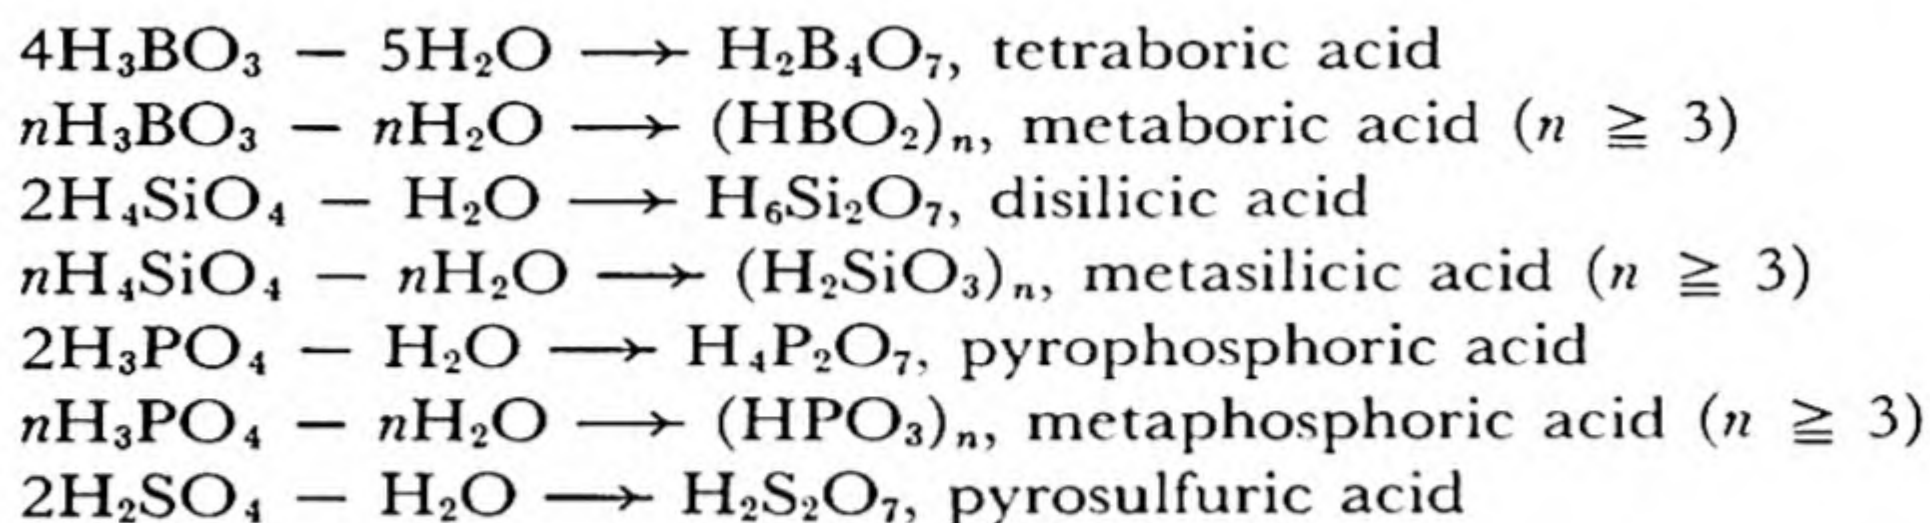 4H₃BO₃ − 5H₂O ⟶ H₂B₄O₇, tetraboric acid
nH₃BO₃ − nH₂O ⟶ (HBO₂)ₙ, metaboric acid (n ≧ 3)
2H₄SiO₄ − H₂O ⟶ H₆Si₂O₇, disilicic acid
nH₄SiO₄ − nH₂O ⟶ (H₂SiO₃)ₙ, metasilicic acid (n ≧ 3)
2H₃PO₄ − H₂O ⟶ H₄P₂O₇, pyrophosphoric acid
nH₃PO₄ − nH₂O ⟶ (HPO₃)ₙ, metaphosphoric acid (n ≧ 3)
2H₂SO₄ − H₂O ⟶ H₂S₂O₇, pyrosulfuric acid